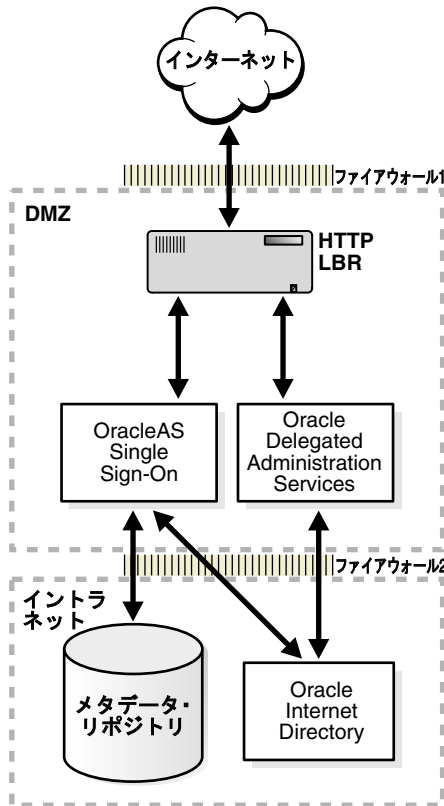 インターネット
ファイアウォール1
DMZ
HTTP
LBR
OracleAS
Single
Sign-On
Oracle
Delegated
Administration
Services
ファイアウォール2
イントラ
ネット
メタデータ・
リポジトリ
Oracle
Internet
Directory